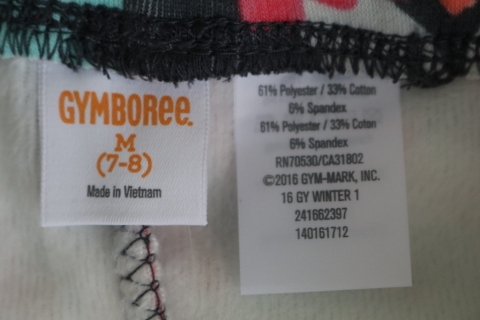 GYMBOREE.
M
(7-8)
Made in Vietnam
61% Polyester / 33% Cotton
6% Spandex
61% Polyester / 33% Cotton
6% Spandex
RN70530/CA31802
©2016 GYM-MARK, INC.
16 GY WINTER 1
241662397
140161712